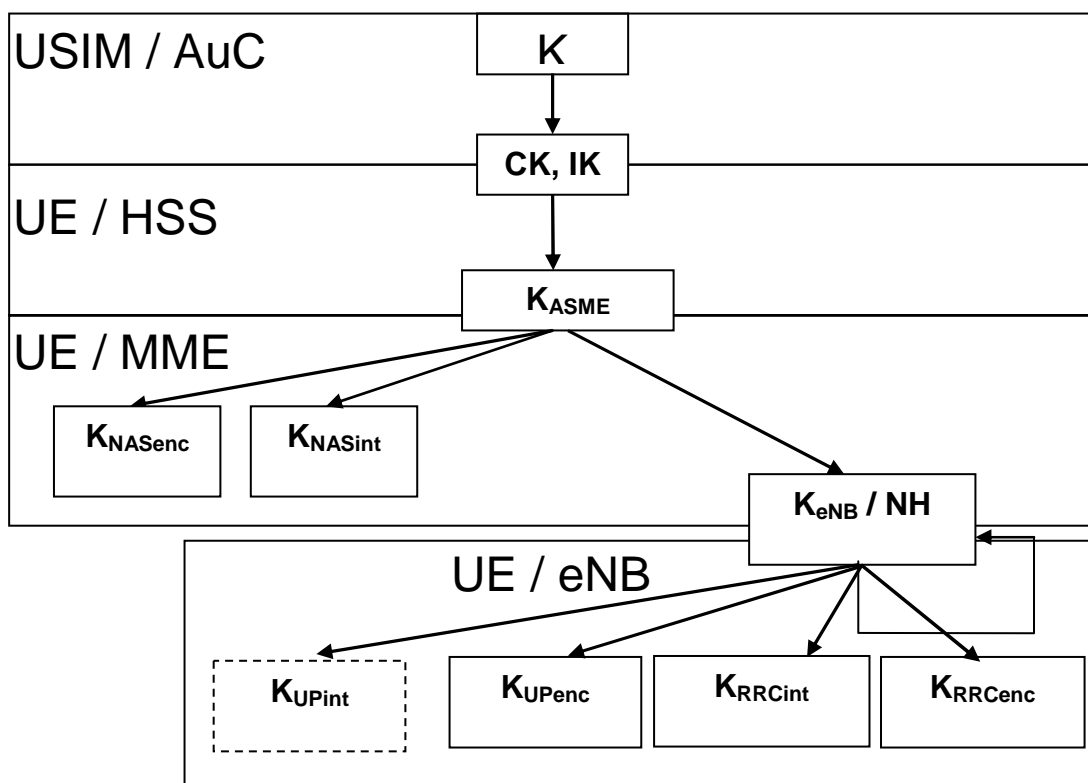 USIM / AuC
K
CK, IK
UE / HSS
KASME
UE / MME
KNASenc
KNASint
KeNB / NH
UE / eNB
KUPint
KUPenc
KRRCint
KRRCenc